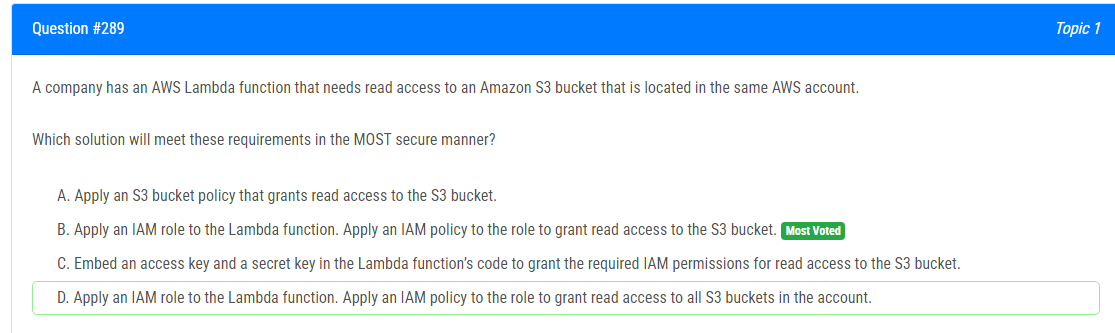 Question #289 Topic 1
A company has an AWS Lambda function that needs read access to an Amazon S3 bucket that is located in the same AWS account.
Which solution will meet these requirements in the MOST secure manner?
A. Apply an S3 bucket policy that grants read access to the S3 bucket.
B. Apply an IAM role to the Lambda function. Apply an IAM policy to the role to grant read access to the S3 bucket. Most Voted
C. Embed an access key and a secret key in the Lambda function's code to grant the required IAM permissions for read access to the S3 bucket.
D. Apply an IAM role to the Lambda function. Apply an IAM policy to the role to grant read access to all S3 buckets in the account.